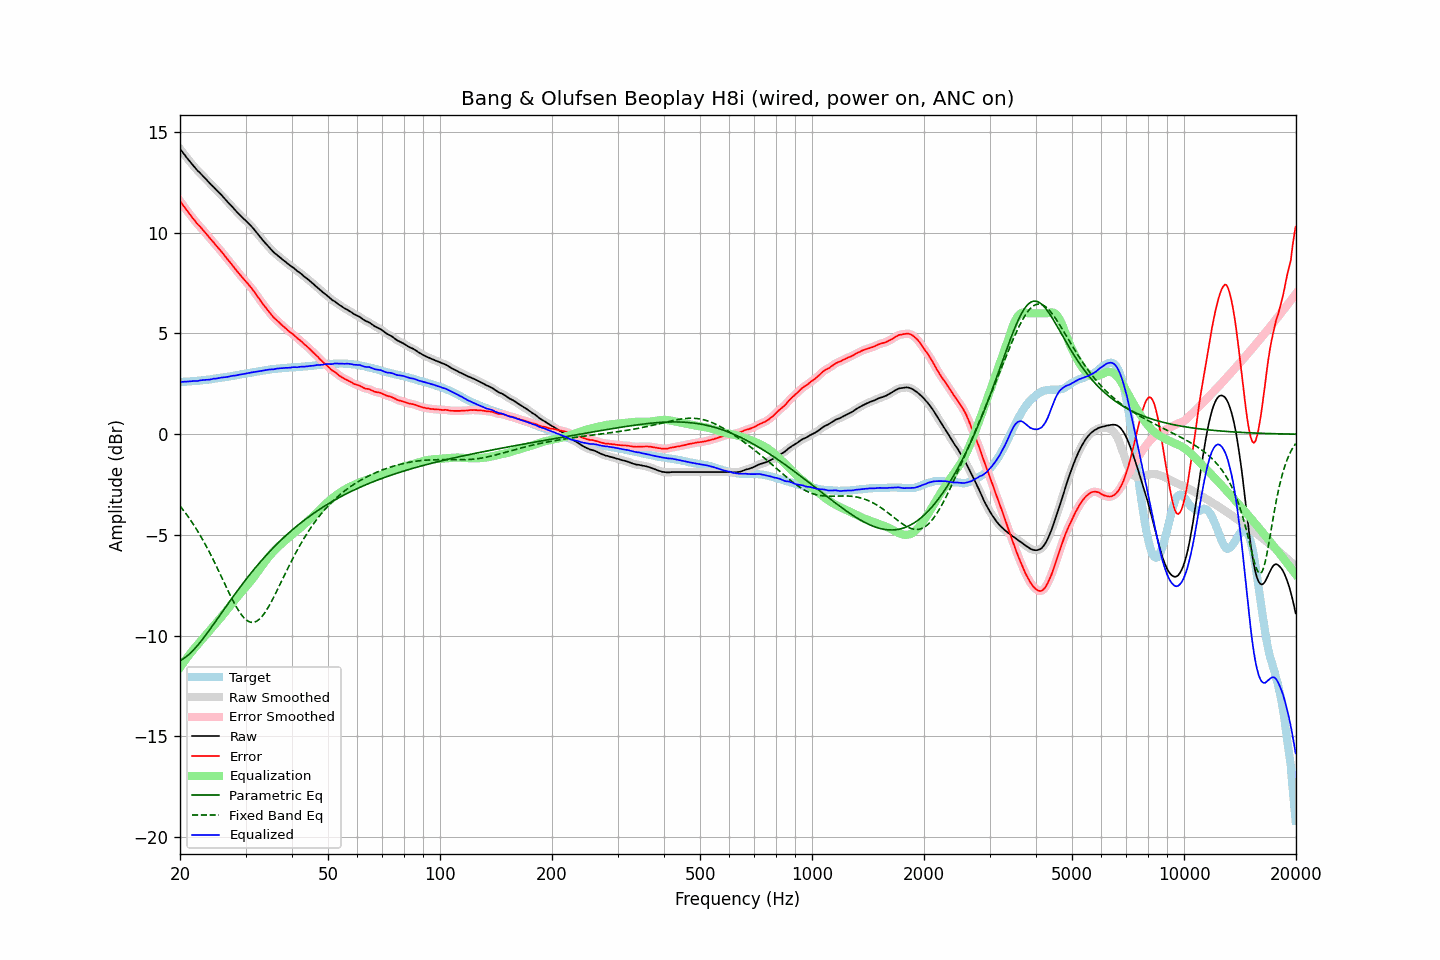 Bang & Olufsen Beoplay H8i (wired, power on, ANC on)
15
10
5
0
−5
−10
−15
−20
Amplitude (dBr)
Target
Raw Smoothed
Error Smoothed
Raw
Error
Equalization
Parametric Eq
Fixed Band Eq
Equalized
20 50 100 200 500 1000 2000 5000 10000 20000
Frequency (Hz)